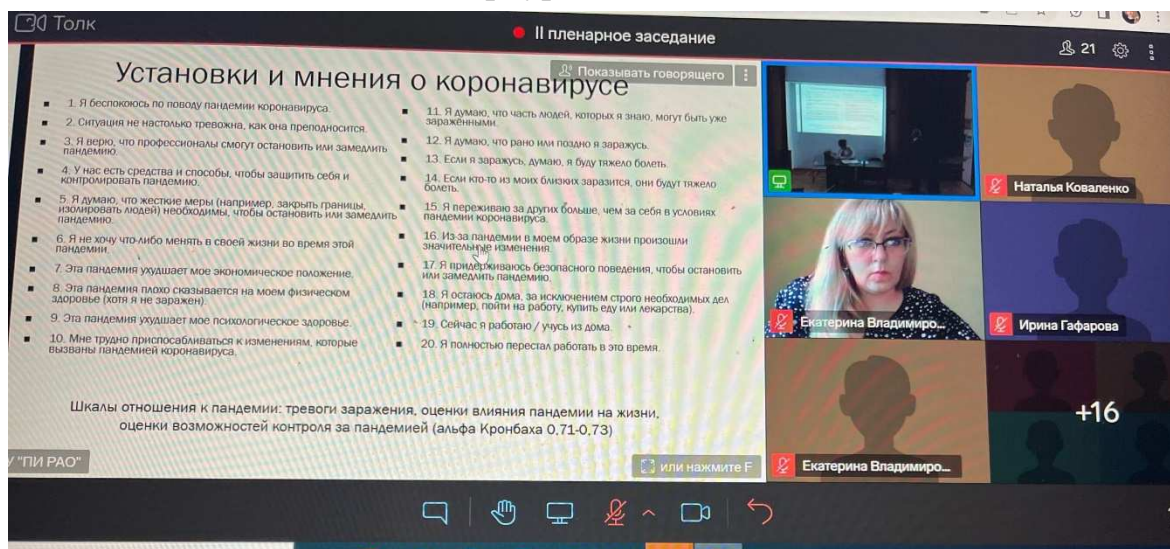 Толк
II пленарное заседание
21
Установки и мнения о коронавирусе
Показывать говорящего
1. Я беспокоюсь по поводу пандемии коронавируса.
2. Ситуация не настолько тревожна, как она преподносится.
3. Я верю, что профессионалы смогут остановить или замедлить
пандемию.
4. У нас есть средства и способы, чтобы защитить себя и
контролировать пандемию.
5. Я думаю, что жесткие меры (например, закрыть границы,
изолировать людей) необходимы, чтобы остановить или замедлить
пандемию.
6. Я не хочу что-либо менять в своей жизни во время этой
пандемии.
7. Эта пандемия ухудшает мое экономическое положение.
8. Эта пандемия плохо сказывается на моем физическом
здоровье (хотя я не заражен).
9. Эта пандемия ухудшает мое психологическое здоровье.
10. Мне трудно приспосабливаться к изменениям, которые
вызваны пандемией коронавируса.
11. Я думаю, что часть людей, которых я знаю, могут быть уже
зараженными.
12. Я думаю, что рано или поздно я заражусь.
13. Если я заражусь, думаю, я буду тяжело болеть.
14. Если кто-то из моих близких заразится, они будут тяжело
болеть.
15. Я переживаю за других больше, чем за себя в условиях
пандемии коронавируса.
16. Из-за пандемии в моем образе жизни произошли
значительные изменения.
17. Я придерживаюсь безопасного поведения, чтобы остановить
или замедлить пандемию.
18. Я остаюсь дома, за исключением строго необходимых дел
(например, пойти на работу, купить еду или лекарства).
19. Сейчас я работаю / учусь из дома.
20. Я полностью перестал работать в это время.
Шкалы отношения к пандемии: тревоги заражения, оценки влияния пандемии на жизни,
оценки возможностей контроля за пандемией (альфа Кронбаха 0,71-0,73)
У "ПИ РАО"
или нажмите F
Наталья Коваленко
Екатерина Владимиро...
Ирина Гафарова
Екатерина Владимиро...
+16